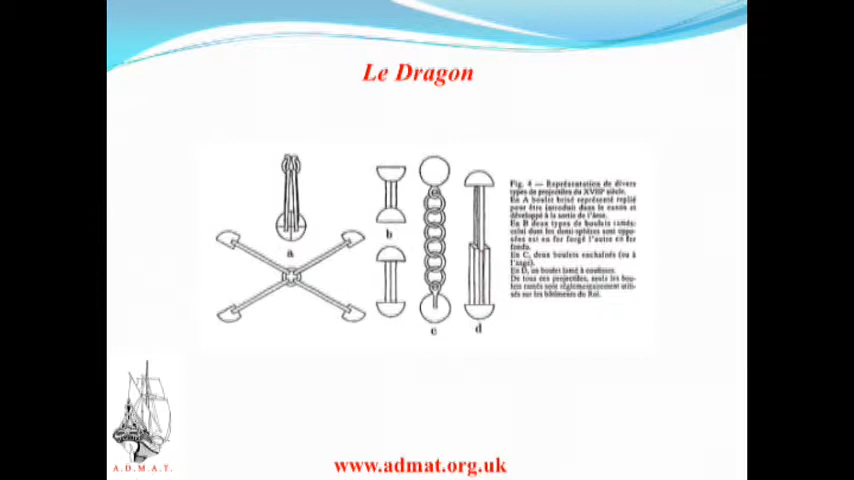 Le Dragon
a
b
c
d
Fig. 4 — Représentation de divers
types de projectiles du XVIIIe siècle.
En A boulet brisé représenté replié
pour être introduit dans le canon et
développé à la sortie de l'âme.
En B deux types de boulets ramés:
celui dont les demi-sphères sont oppo-
sées est en fer forgé l'autre en fer
fondu.
En C, deux boulets enchaînés (ou à
l'ange).
En D, un boulet ramé à coulisses.
De tous ces projectiles, seuls les bou-
lets ramés sont réglementairement utili-
sés sur les bâtiments du Roi.
A.D.M.A.T.
www.admat.org.uk